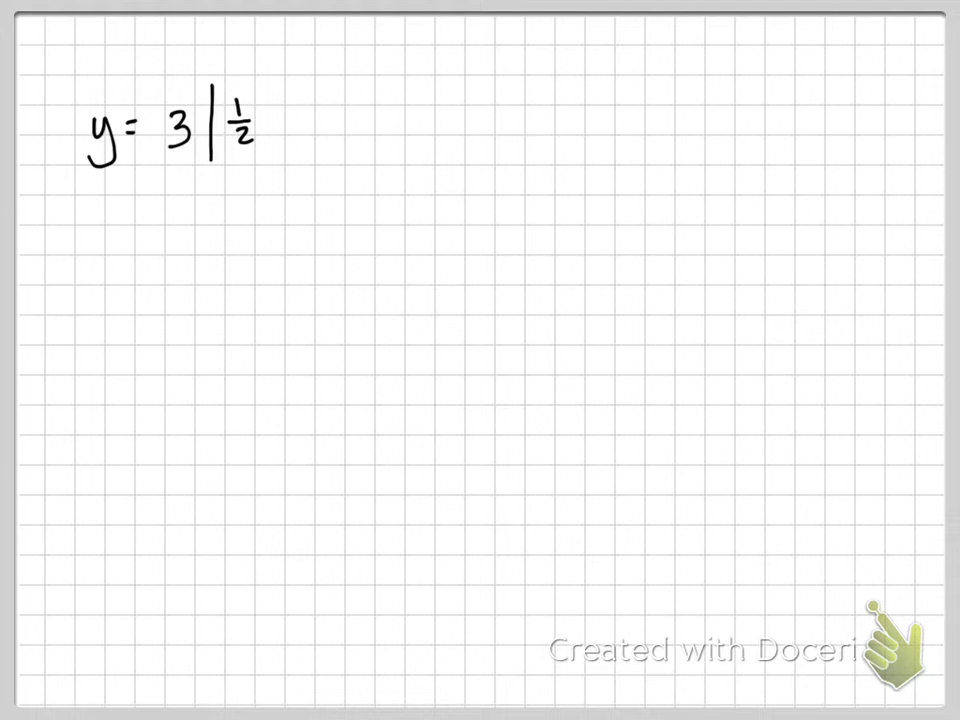 y = 3 | 1/2
Created with Doceri